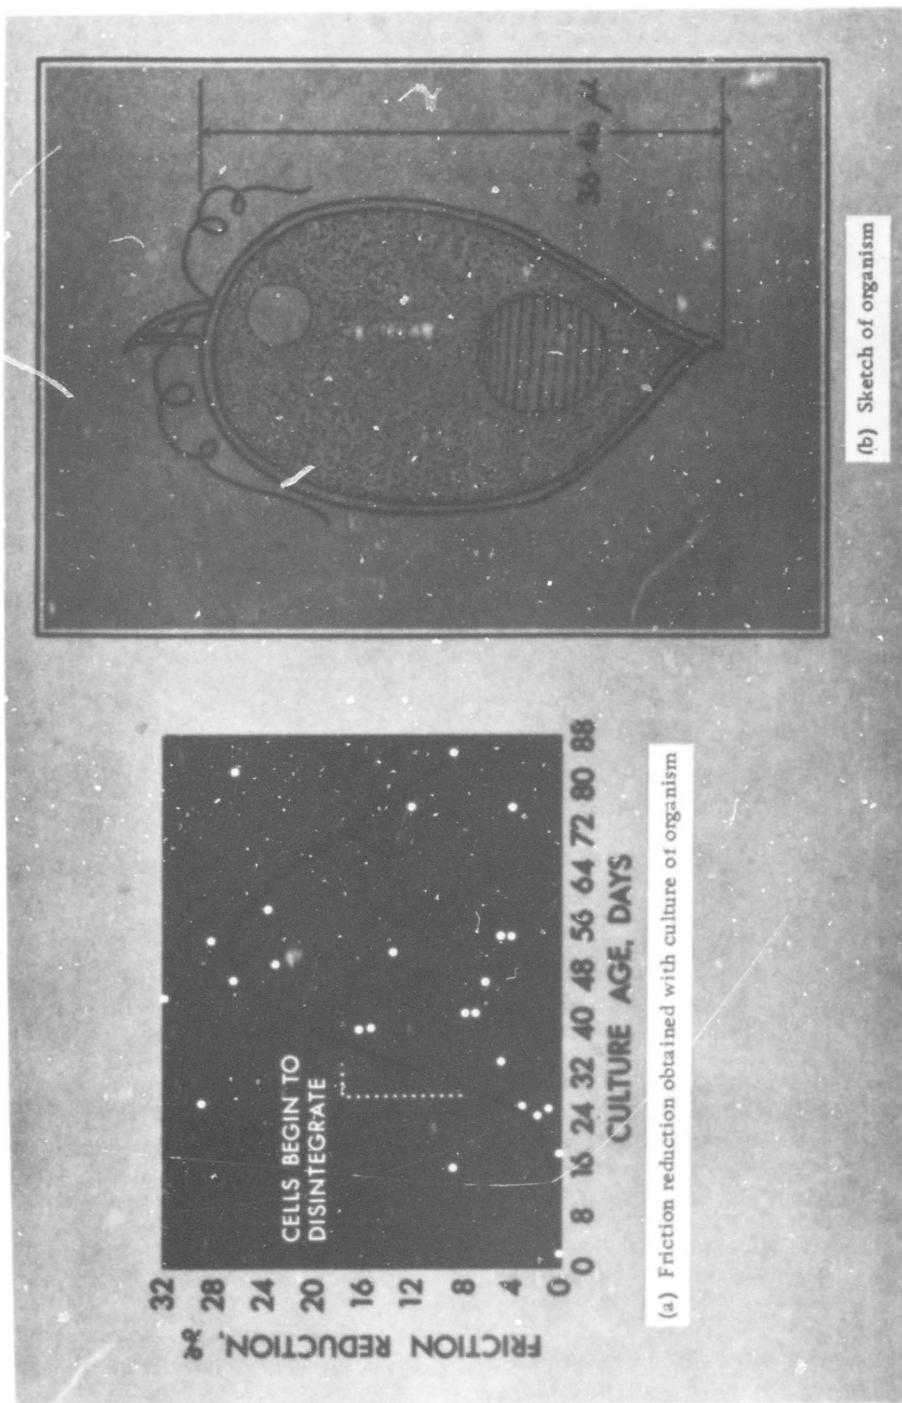 32
28
24
20
16
12
8
4
0
FRICTION REDUCTION, %
CELLS BEGIN TO
DISINTEGRATE
0 8 16 24 32 40 48 56 64 72 80 88
CULTURE AGE, DAYS
(a) Friction reduction obtained with culture of organism
36-46 μ
(b) Sketch of organism